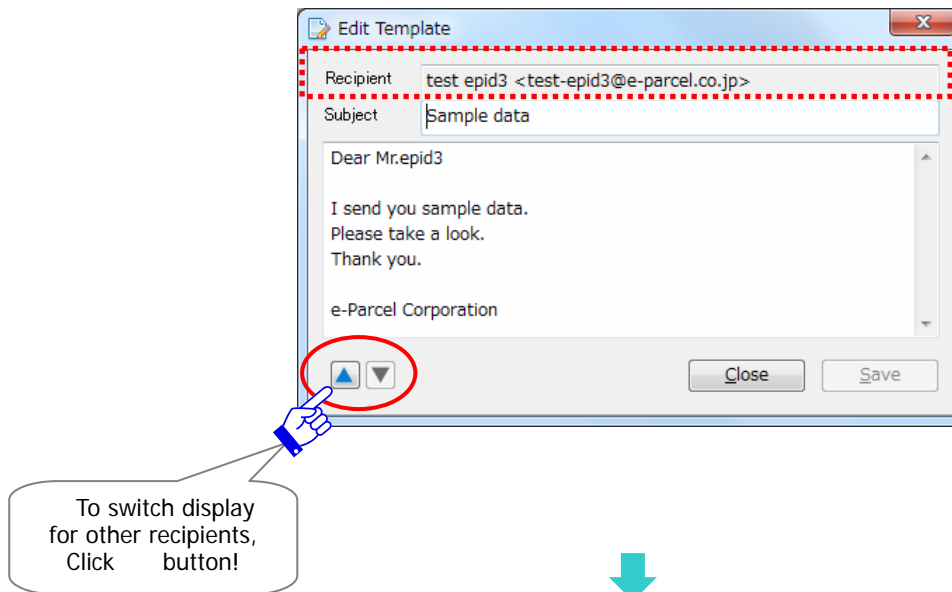 Edit Template
Recipient test epid3 <test-epid3@e-parcel.co.jp>
Subject Sample data
Dear Mr.epid3
I send you sample data.
Please take a look.
Thank you.
e-Parcel Corporation
Close Save
To switch display
for other recipients,
Click button!